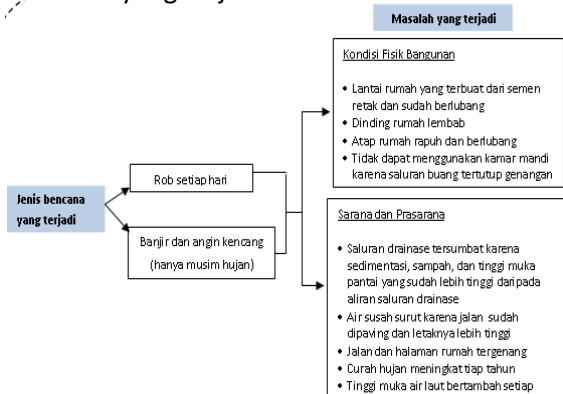 Masalah yang terjadi
Kondisi Fisik Bangunan
• Lantai rumah yang terbuat dari semen
retak dan sudah berlubang
• Dinding rumah lembab
• Atap rumah rapuh dan berlubang
• Tidak dapat menggunakan kamar mandi
karena saluran buang tertutup genangan
Jenis bencana
yang terjadi
Rob setiap hari
Banjir dan angin kencang
(hanya musim hujan)
Sarana dan Prasarana
• Saluran drainase tersumbat karena
sedimentasi, sampah, dan tinggi muka
pantai yang sudah lebih tinggi daripada
aliran saluran drainase
• Air susah surut karena jalan sudah
dipaving dan letaknya lebih tinggi
• Jalan dan halaman rumah tergenang
• Curah hujan meningkat tiap tahun
• Tinggi muka air laut bertambah setiap